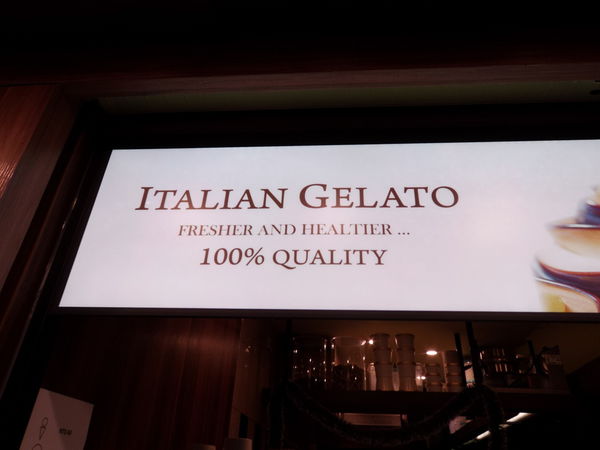 ITALIAN GELATO
FRESHER AND HEALTIER ...
100% QUALITY